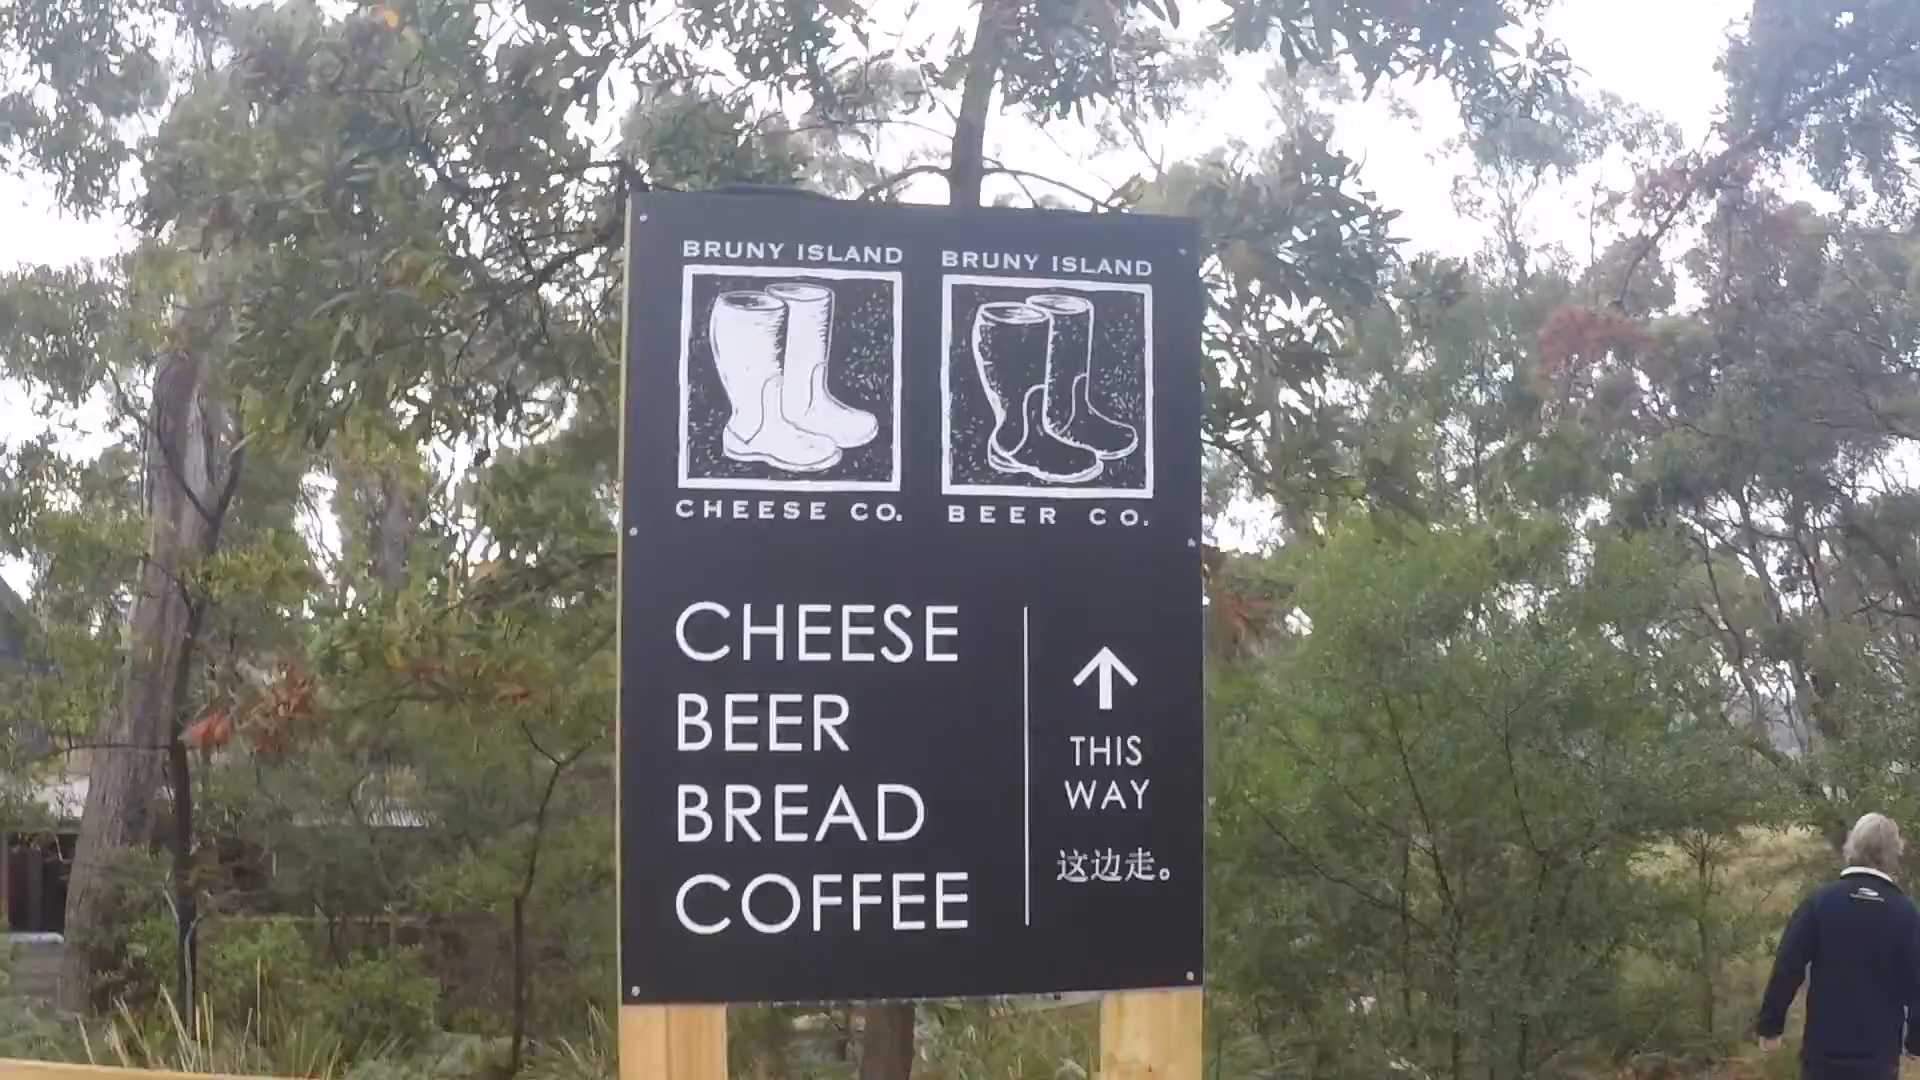 BRUNY ISLAND
CHEESE CO.
BRUNY ISLAND
BEER CO.
CHEESE
BEER
BREAD
COFFEE
THIS
WAY
这边走。